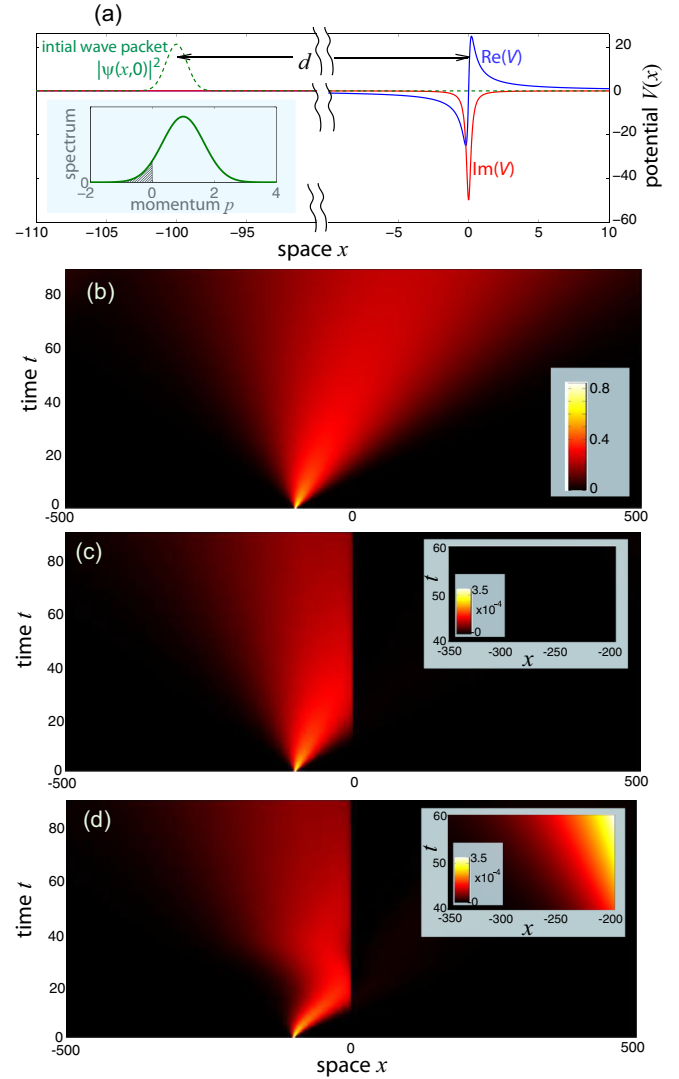 (a)
intial wave packet
|ψ(x,0)|²
d
Re(V)
Im(V)
spectrum
-2 0 2 4
momentum p
20
0
-20
-40
-60
potential V(x)
-110 -100 -95 -5 0 5 10
space x
(b)
80
60
40
20
0
time t
0.8
0.4
0
-500 0 500
(c)
80
60
40
20
0
time t
60
50
40
t
3.5
x10⁻⁴
0
-350 -300 -250 -200
x
-500 0 500
(d)
80
60
40
20
0
time t
60
50
40
t
3.5
x10⁻⁴
0
-350 -300 -250 -200
x
-500 0 500
space x